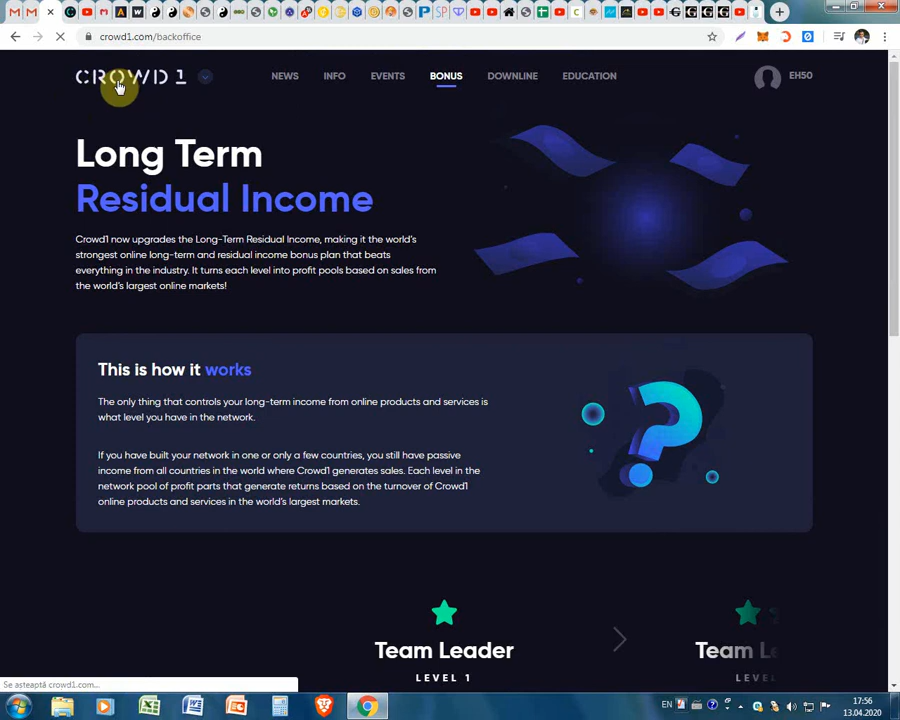 crowd1.com/backoffice
CROWD 1
NEWS
INFO
EVENTS
BONUS
DOWNLINE
EDUCATION
EH50
Long Term
Residual Income
Crowd1 now upgrades the Long-Term Residual Income, making it the world's
strongest online long-term and residual income bonus plan that beats
everything in the industry. It turns each level into profit pools based on sales from
the world's largest online markets!
This is how it works
The only thing that controls your long-term income from online products and services is
what level you have in the network.
If you have built your network in one or only a few countries, you still have passive
income from all countries in the world where Crowd1 generates sales. Each level in the
network pool of profit parts that generate returns based on the turnover of Crowd1
online products and services in the world's largest markets.
Team Leader
LEVEL 1
Team Le
LEVEL
Se așteaptă crowd1.com...
EN
17:56
13.04.2020